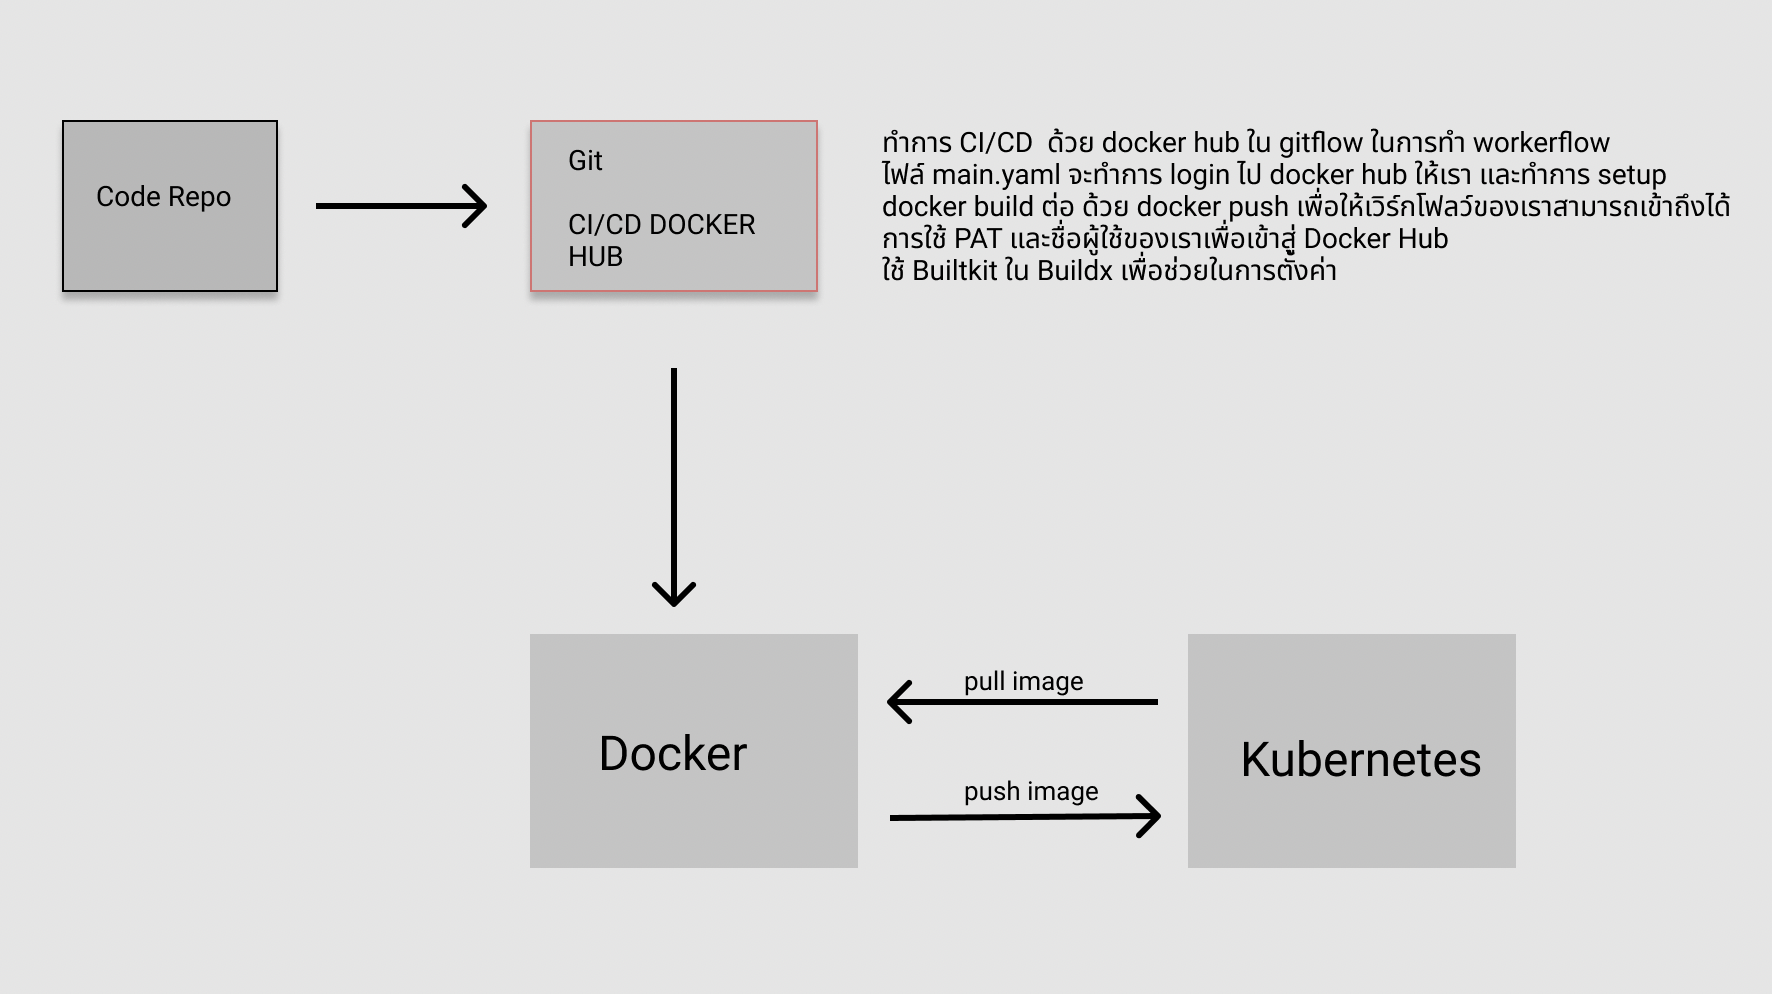 Code Repo
Git
CI/CD DOCKER
HUB
ทำการ CI/CD  ด้วย docker hub ใน gitflow ในการทำ workerflow
ไฟล์ main.yaml จะทำการ login ไป docker hub ให้เรา และทำการ setup
docker build ต่อ ด้วย docker push เพื่อให้เวิร์กโฟลว์ของเราสามารถเข้าถึงได้
การใช้ PAT และชื่อผู้ใช้ของเราเพื่อเข้าสู่ Docker Hub
ใช้ Builtkit ใน Buildx เพื่อช่วยในการตั้งค่า
pull image
Docker
Kubernetes
push image